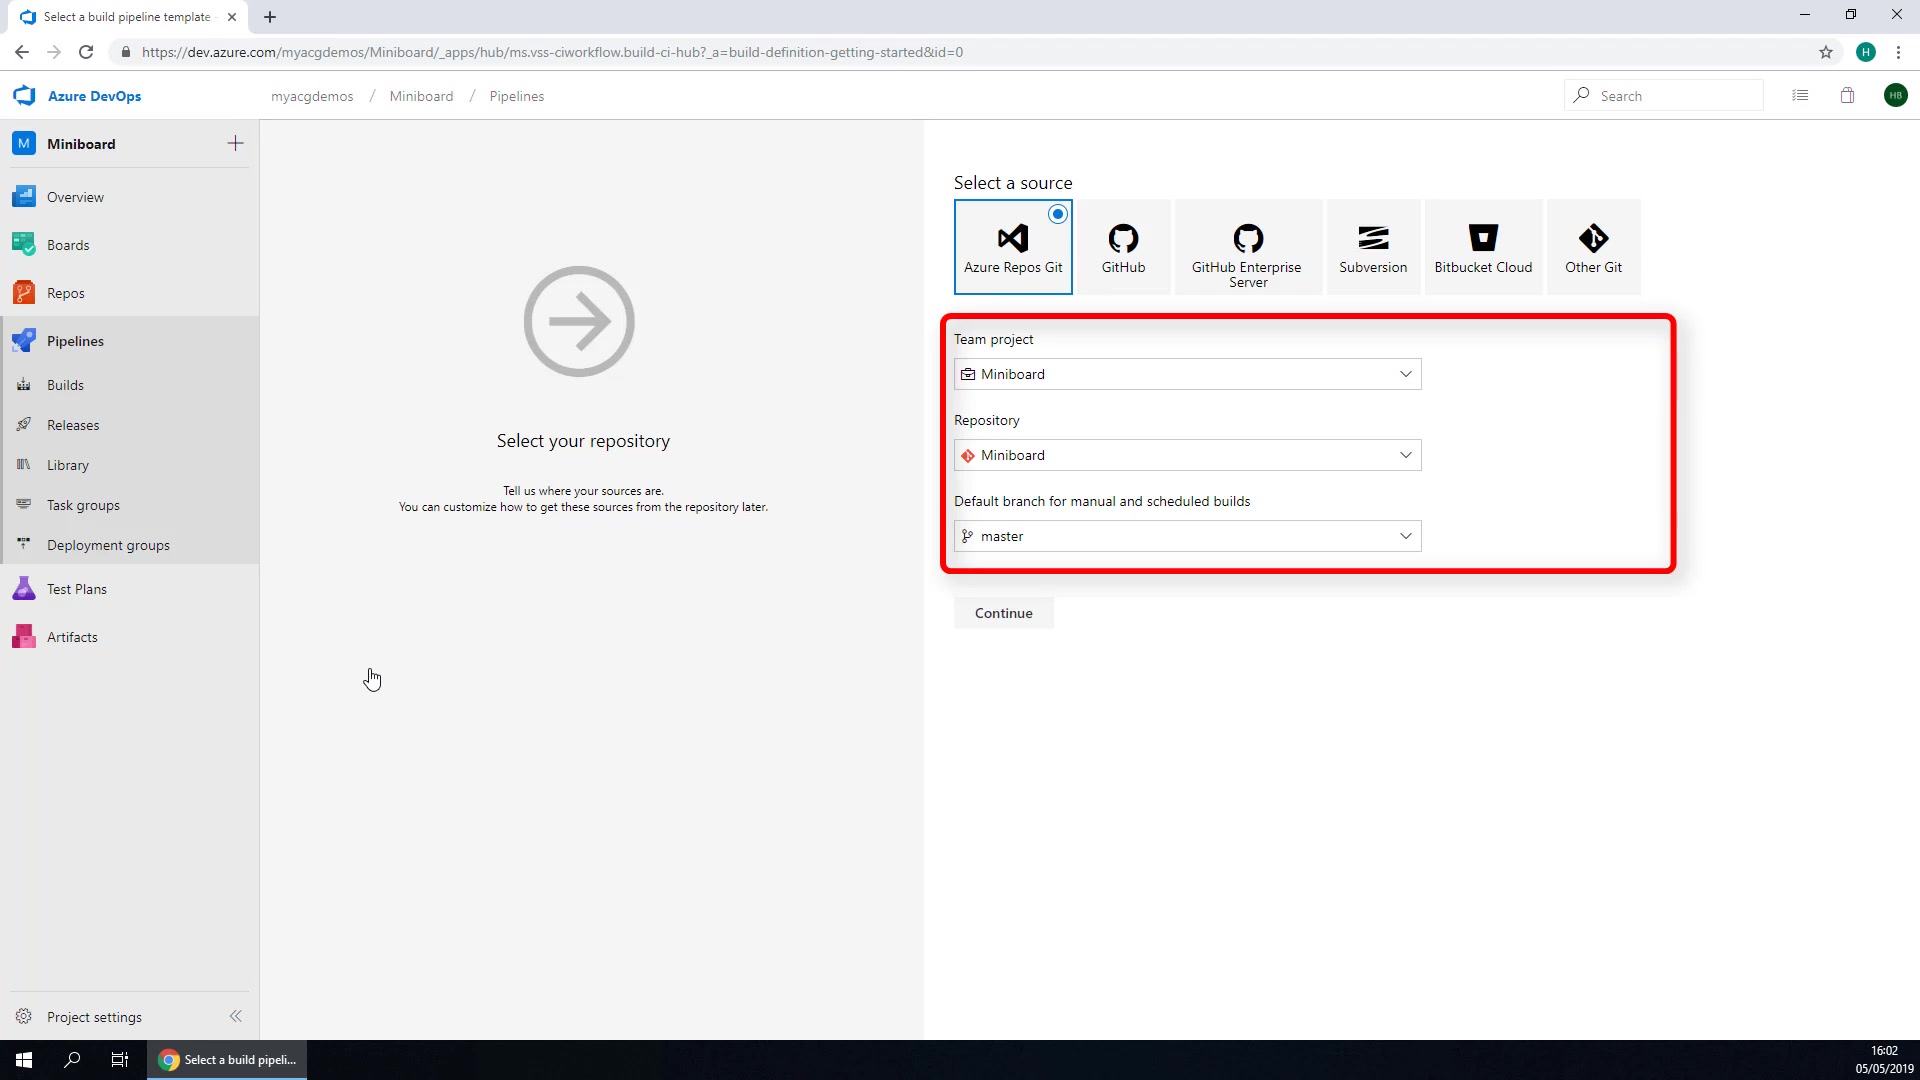 Select a build pipeline template -
https://dev.azure.com/myacgdemos/Miniboard/_apps/hub/ms.vss-ciworkflow.build-ci-hub?_a=build-definition-getting-started&id=0
H
Azure DevOps
myacgdemos / Miniboard / Pipelines
Search
HB
M Miniboard
Overview
Boards
Repos
Pipelines
Builds
Releases
Library
Task groups
Deployment groups
Test Plans
Artifacts
Project settings
Select your repository
Tell us where your sources are.
You can customize how to get these sources from the repository later.
Select a source
Azure Repos Git
GitHub
GitHub Enterprise
Server
Subversion
Bitbucket Cloud
Other Git
Team project
Miniboard
Repository
Miniboard
Default branch for manual and scheduled builds
master
Continue
Select a build pipeli...
16:02
05/05/2019